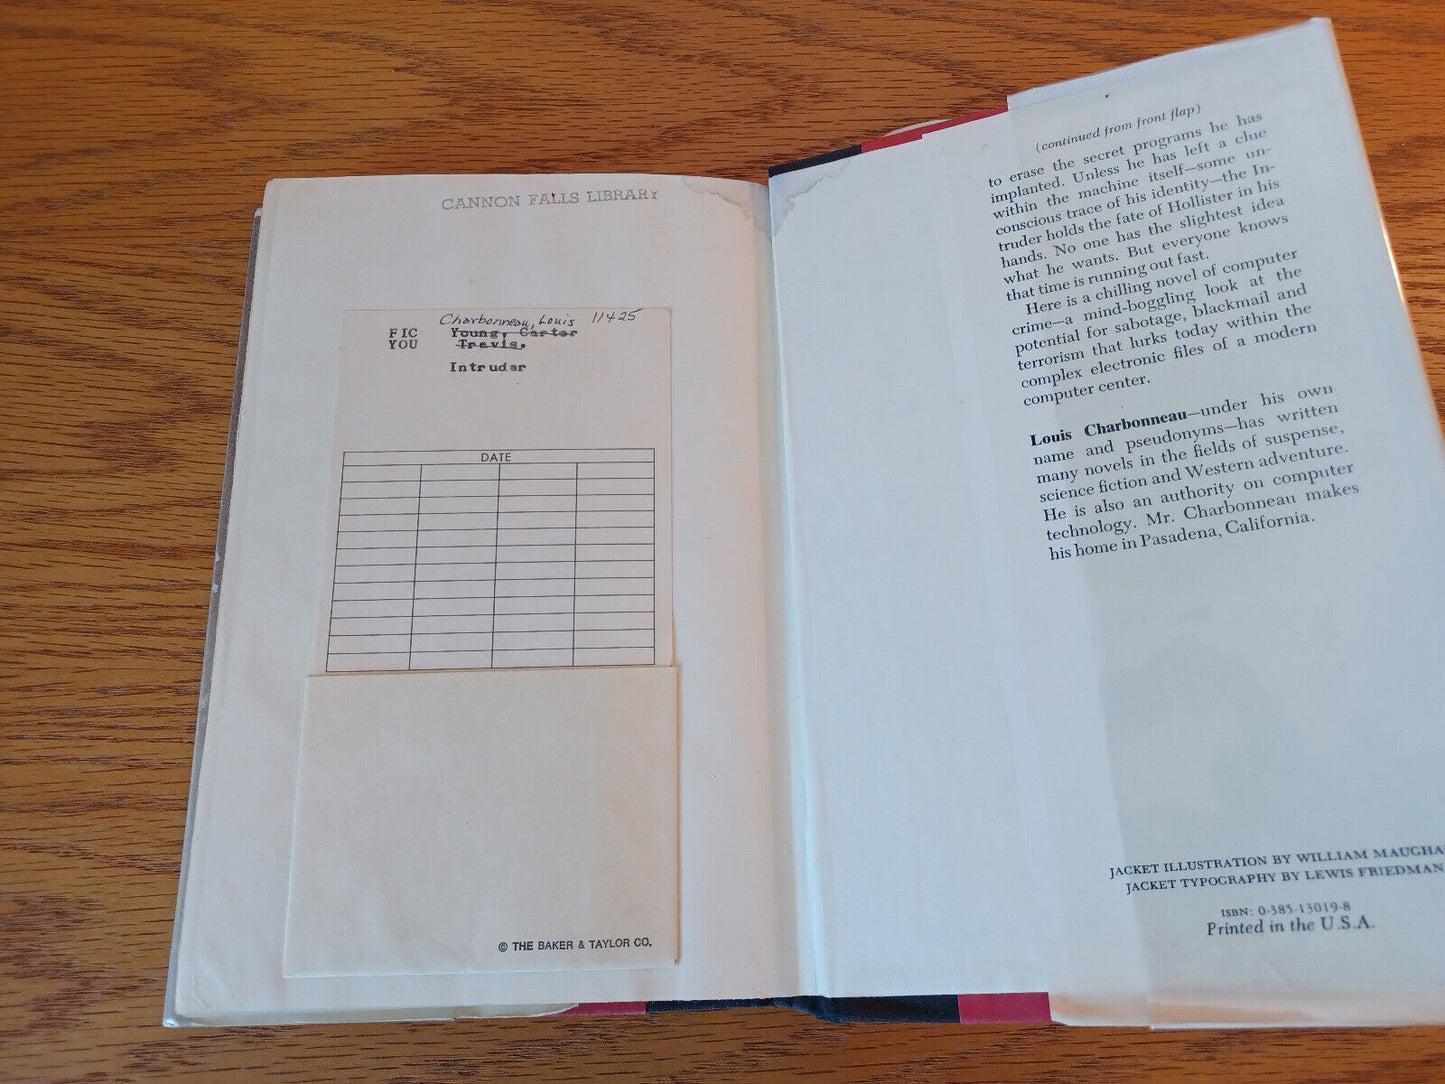 CANNON FALLS LIBRARY
Charbonneau, Louis 11425
FIC Young, Carter
YOU Travis.
Intruder
DATE
© THE BAKER & TAYLOR CO.
(continued from front flap)
to erase the secret programs he has
implanted. Unless he has left a clue
within the machine itself—some un-
conscious trace of his identity—the In-
truder holds the fate of Hollister in his
hands. No one has the slightest idea
what he wants. But everyone knows
that time is running out fast.
Here is a chilling novel of computer
crime—a mind-boggling look at the
potential for sabotage, blackmail and
terrorism that lurks today within the
complex electronic files of a modern
computer center.
Louis Charbonneau—under his own
name and pseudonyms—has written
many novels in the fields of suspense,
science fiction and Western adventure.
He is also an authority on computer
technology. Mr. Charbonneau makes
his home in Pasadena, California.
JACKET ILLUSTRATION BY WILLIAM MAUGHA
JACKET TYPOGRAPHY BY LEWIS FRIEDMAN
ISBN: 0-385-13019-8
Printed in the U.S.A.